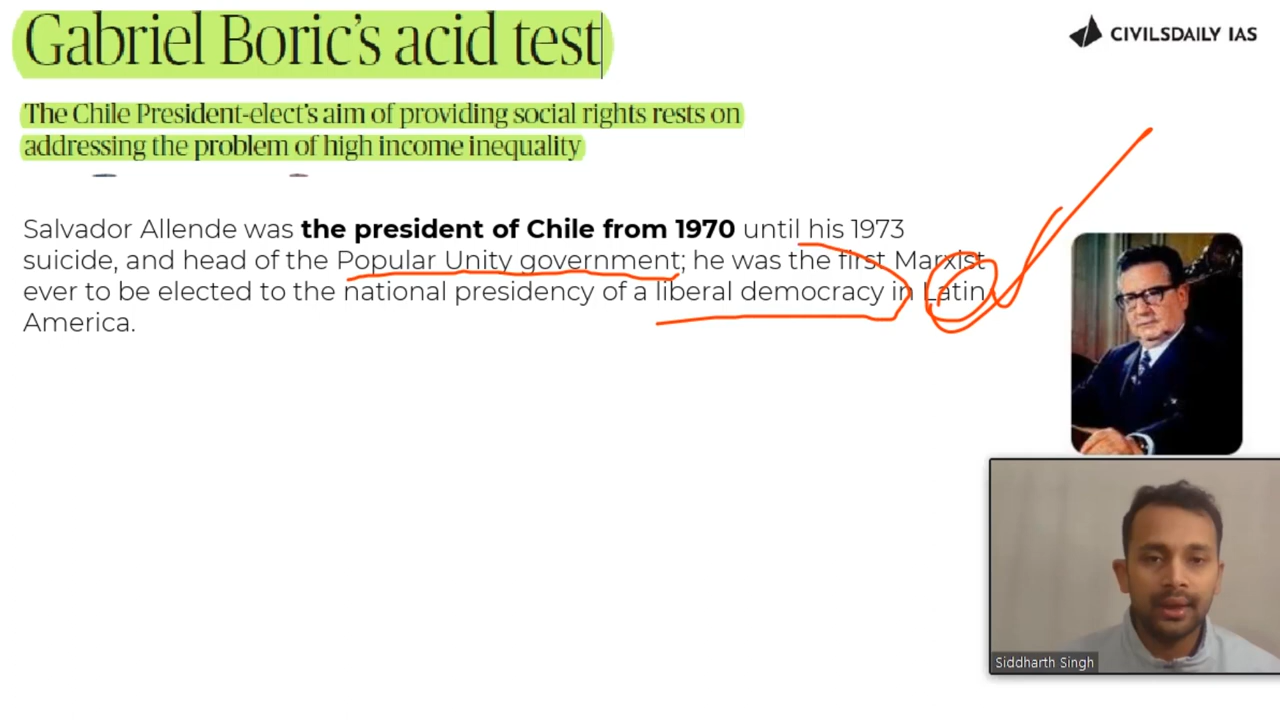 Gabriel Boric's acid test
CIVILSDAILY IAS
The Chile President-elect's aim of providing social rights rests on
addressing the problem of high income inequality
Salvador Allende was the president of Chile from 1970 until his 1973
suicide, and head of the Popular Unity government; he was the first Marxist
ever to be elected to the national presidency of a liberal democracy in Latin
America.
Siddharth Singh